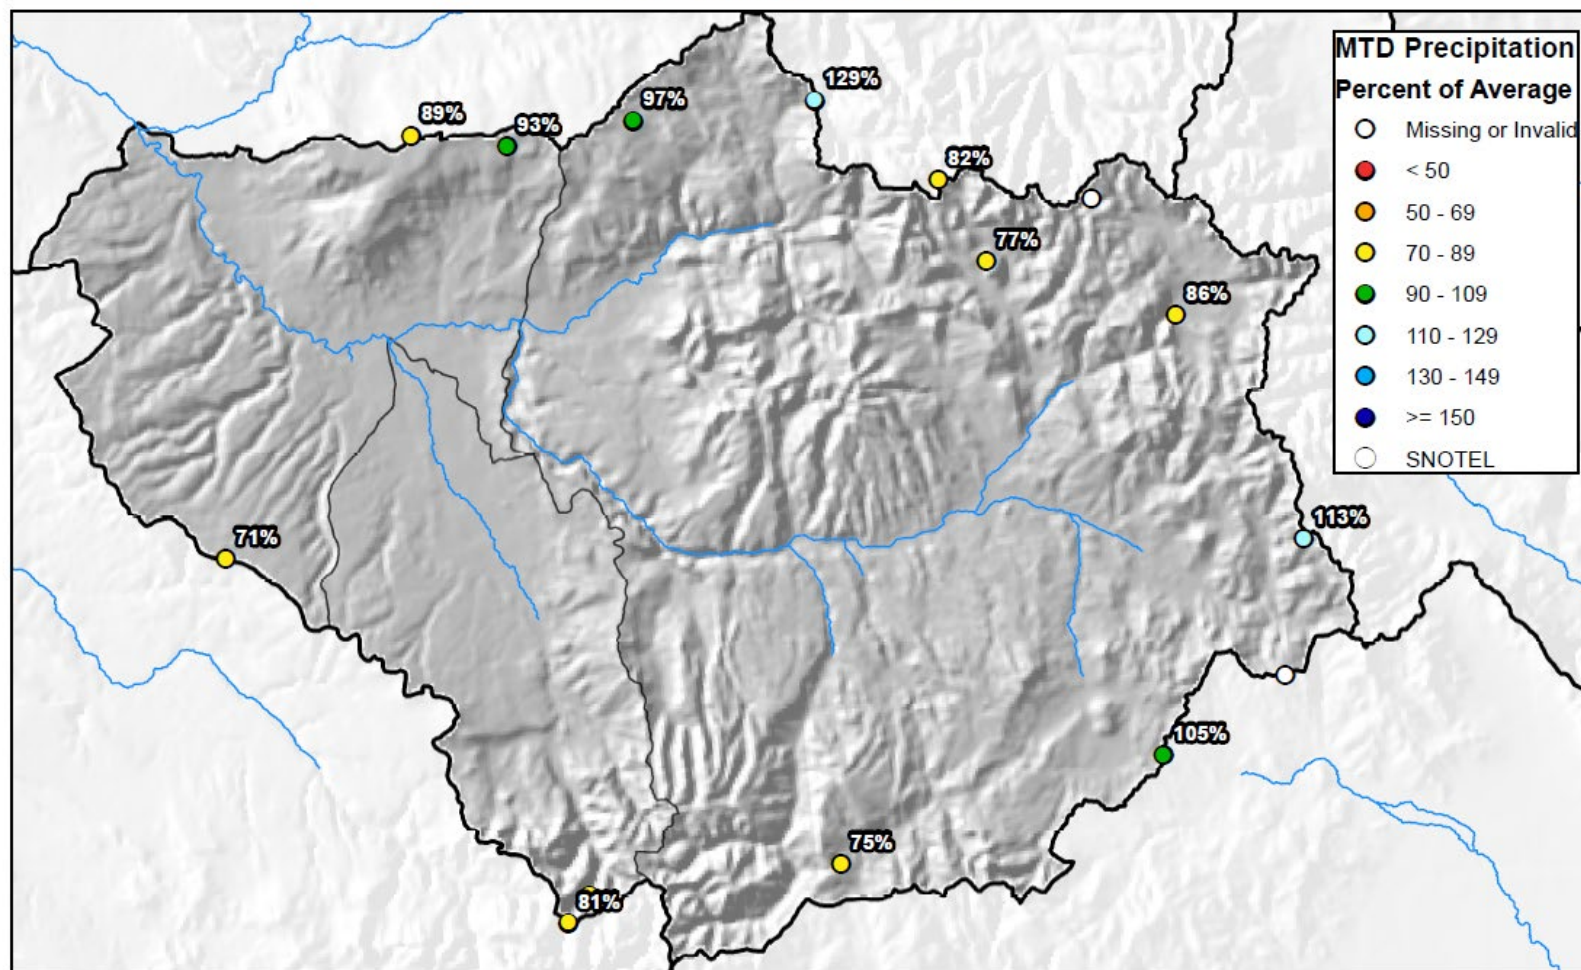 MTD Precipitation
Percent of Average
Missing or Invalid
< 50
50 - 69
70 - 89
90 - 109
110 - 129
130 - 149
>= 150
SNOTEL
129%
97%
89%
93%
82%
77%
86%
113%
71%
105%
75%
81%